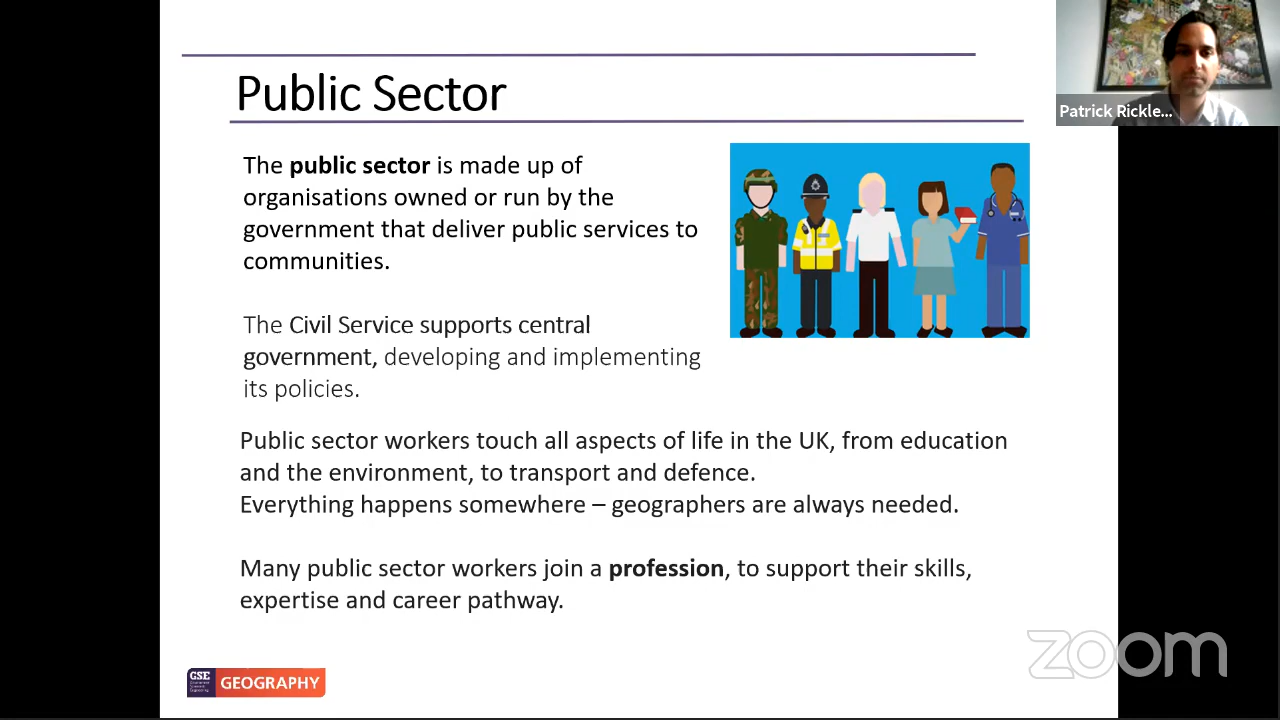 Public Sector
Patrick Rickle...
The public sector is made up of
organisations owned or run by the
government that deliver public services to
communities.
The Civil Service supports central
government, developing and implementing
its policies.
Public sector workers touch all aspects of life in the UK, from education
and the environment, to transport and defence.
Everything happens somewhere – geographers are always needed.
Many public sector workers join a profession, to support their skills,
expertise and career pathway.
GSE
GEOGRAPHY
zoom